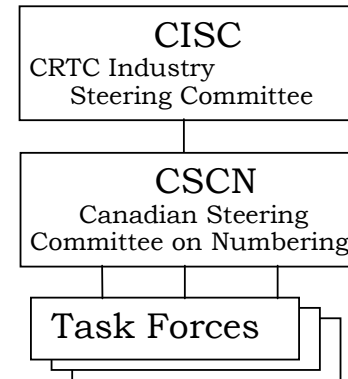 CISC
CRTC Industry
Steering Committee
CSCN
Canadian Steering
Committee on Numbering
Task Forces